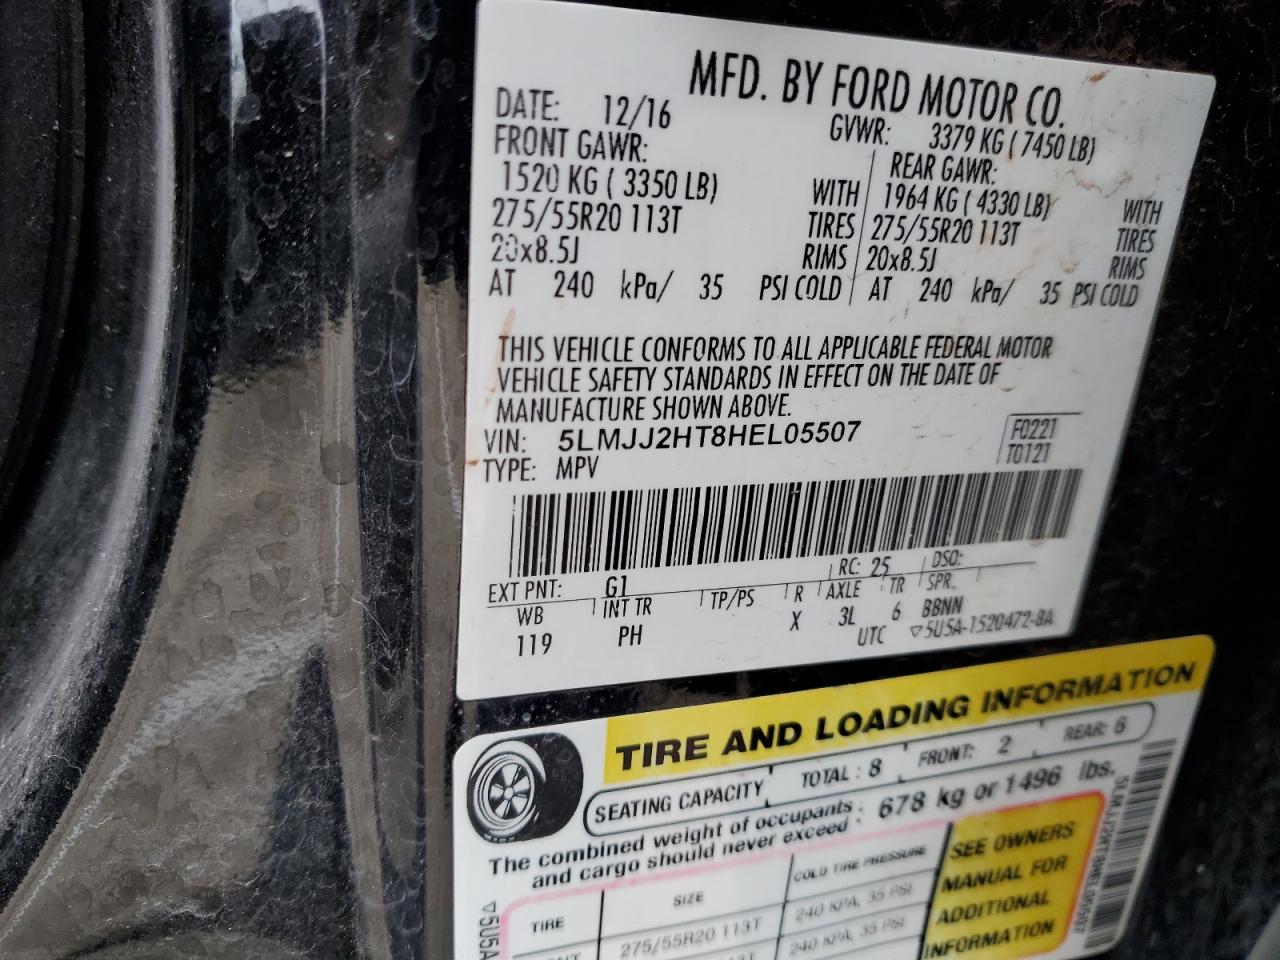 MFD. BY FORD MOTOR CO.
DATE: 12/16 GVWR: 3379 KG ( 7450 LB)
FRONT GAWR: REAR GAWR:
1520 KG ( 3350 LB) WITH 1964 KG ( 4330 LB) WITH
275/55R20 113T TIRES 275/55R20 113T TIRES
20x8.5J RIMS 20x8.5J RIMS
AT 240 kPa/ 35 PSI COLD AT 240 kPa/ 35 PSI COLD
THIS VEHICLE CONFORMS TO ALL APPLICABLE FEDERAL MOTOR
VEHICLE SAFETY STANDARDS IN EFFECT ON THE DATE OF
MANUFACTURE SHOWN ABOVE.
VIN: 5LMJJ2HT8HEL05507 F0221
TYPE: MPV T0121
EXT PNT: G1 RC: 25 DSO:
WB INT TR TP/PS R AXLE TR SPR.
119 PH X 3L 6 BBNN
UTC ▽5U5A-1520472-BA
TIRE AND LOADING INFORMATION
SEATING CAPACITY TOTAL : 8 FRONT: 2 REAR: 6
The combined weight of occupants : 678 kg or 1496 lbs.
and cargo should never exceed :
TIRE SIZE COLD TIRE PRESSURE
275/55R20 113T 240 KPA, 35 PSI
240 KPA, 35 PSI
SEE OWNERS
MANUAL FOR
ADDITIONAL
INFORMATION
5LMJJ2HT8HEL05507
▽5U5A